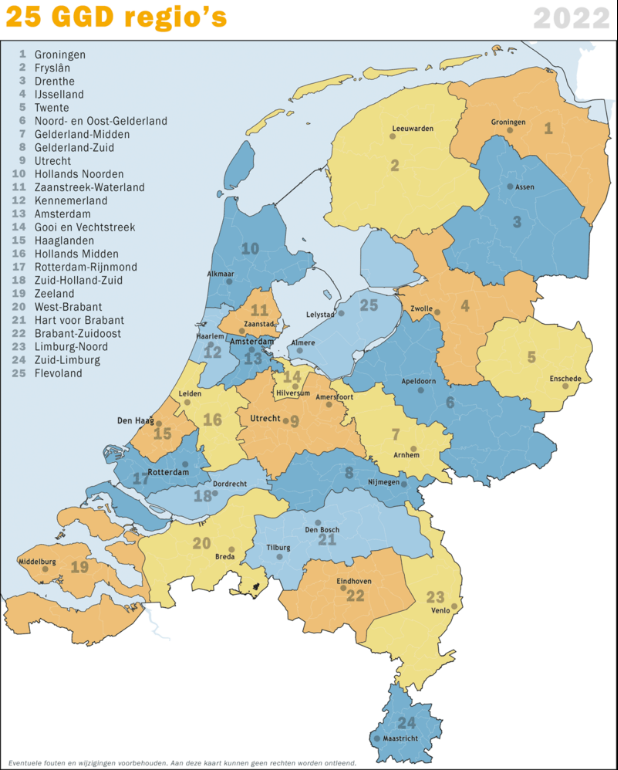 25 GGD regio's
2022
1 Groningen
2 Fryslân
3 Drenthe
4 IJsselland
5 Twente
6 Noord- en Oost-Gelderland
7 Gelderland-Midden
8 Gelderland-Zuid
9 Utrecht
10 Hollands Noorden
11 Zaanstreek-Waterland
12 Kennemerland
13 Amsterdam
14 Gooi en Vechtstreek
15 Haaglanden
16 Hollands Midden
17 Rotterdam-Rijnmond
18 Zuid-Holland-Zuid
19 Zeeland
20 West-Brabant
21 Hart voor Brabant
22 Brabant-Zuidoost
23 Limburg-Noord
24 Zuid-Limburg
25 Flevoland
Groningen
1
Leeuwarden
2
Assen
3
10
Alkmaar
25
Lelystad
Zwolle
4
11
Zaanstad
Haarlem
12
Amsterdam
13
Almere
5
Enschede
14
Hilversum
Apeldoorn
6
Leiden
Amersfoort
16
Utrecht
9
Den Haag
15
7
Arnhem
Rotterdam
17
8
Nijmegen
Dordrecht
18
Den Bosch
21
20
Breda
Tilburg
Middelburg
19
Eindhoven
22
23
Venlo
24
Maastricht
Eventuele fouten en wijzigingen voorbehouden. Aan deze kaart kunnen geen rechten worden ontleend.